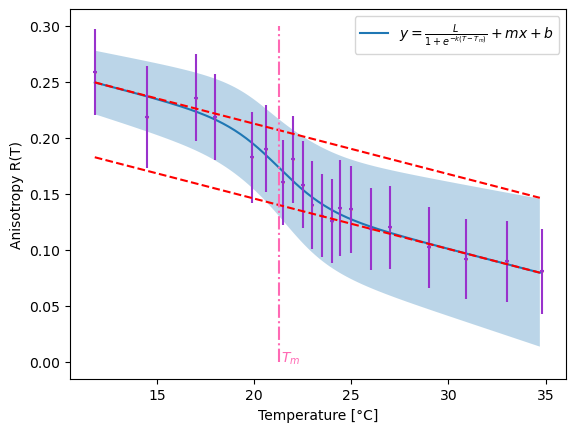 y = L / (1 + e^{-k(T-T_m)}) + mx + b
0.30
0.25
0.20
0.15
0.10
0.05
0.00
Anisotropy R(T)
T_m
15 20 25 30 35
Temperature [°C]